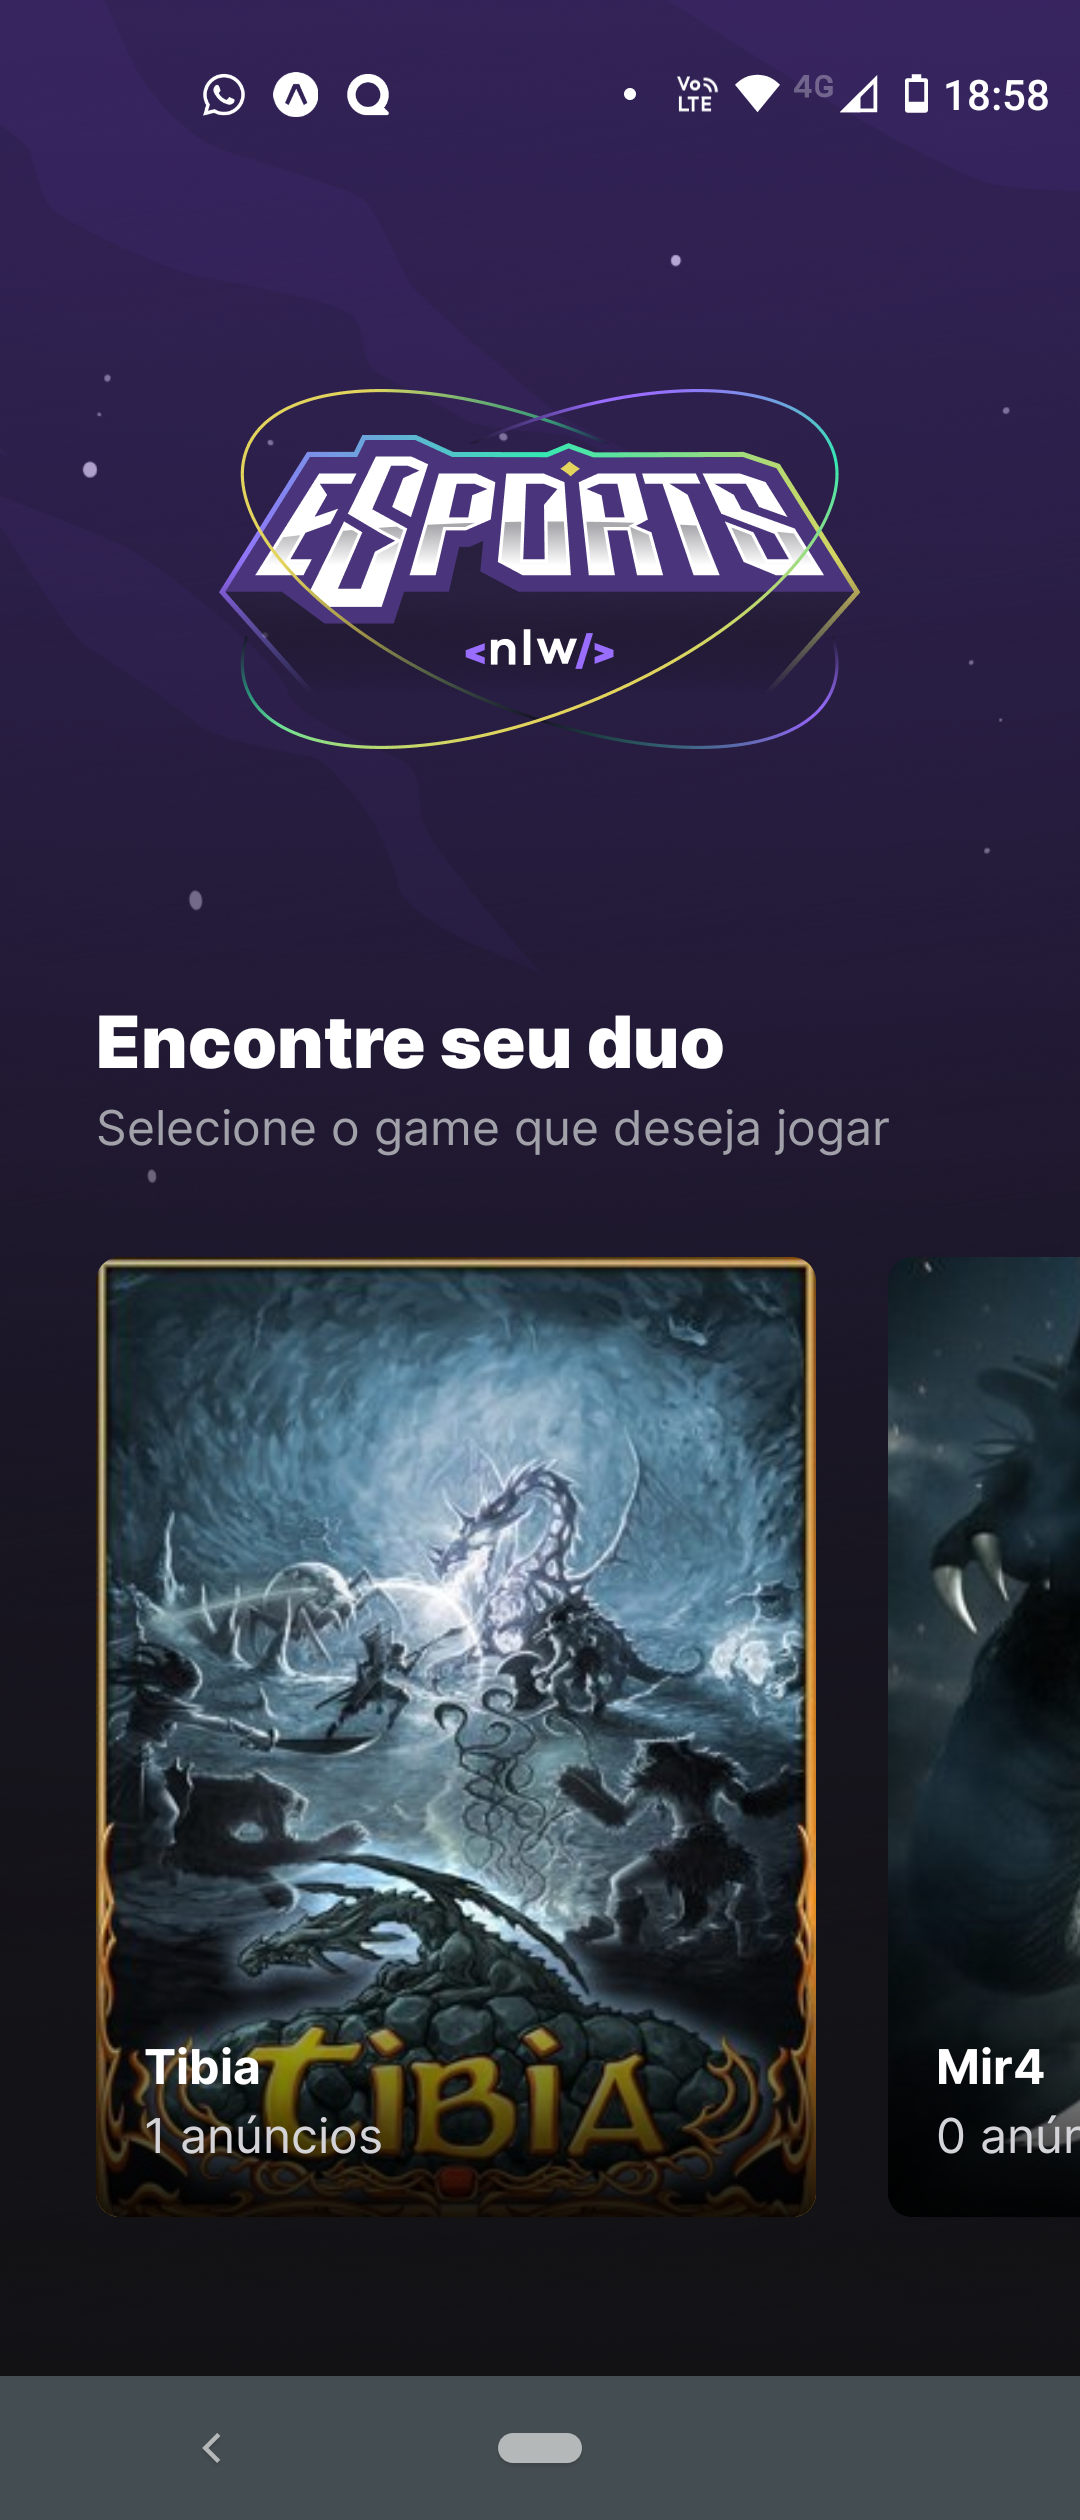 Vo LTE 4G 18:58
ESPORTS
<nlw/>
Encontre seu duo
Selecione o game que deseja jogar
TiBiA
Tibia
1 anúncios
Mir4
0 anún